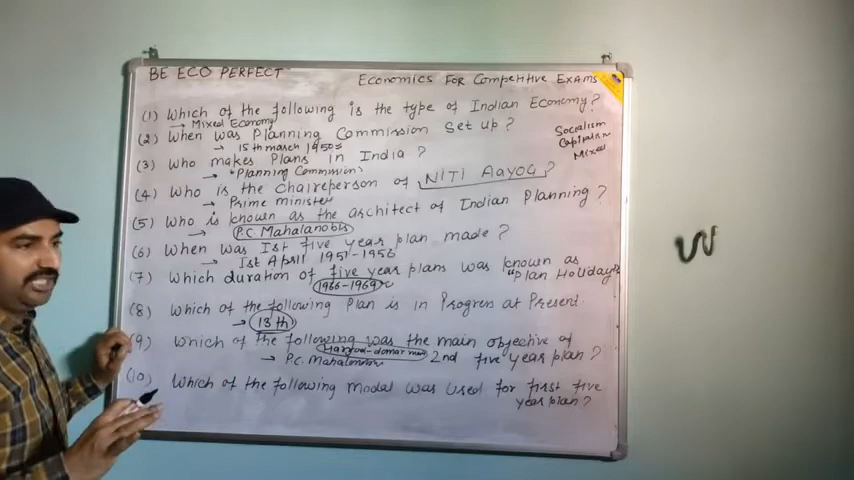 BE ECO PERFECT
Economics For Competitive Exams
(1) Which of the following is the type of Indian Economy?
→ Mixed Economy
(2) When was Planning Commission Set up?
→ 15th march 1950
Socialism
Capitalism
Mixed
(3) Who makes Plans in India?
→ "Planning Commission"
(4) Who is the Chaireperson of NITI Aayog?
→ Prime minister
(5) Who is known as the architect of Indian Planning?
→ P.C. Mahalanobis
(6) When was Ist five year plan made?
→ Ist April 1951-1956
(7) Which duration of five year plans was known as
"Plan Holiday"
1966-1969
(8) Which of the following Plan is in Progress at Present
→ 13th
(9) Which of the following was the main objective of
2nd five year plan?
Harrod-domar
→ P.C. Mahalanobis
(10) Which of the following modal was used for first five
year plan?